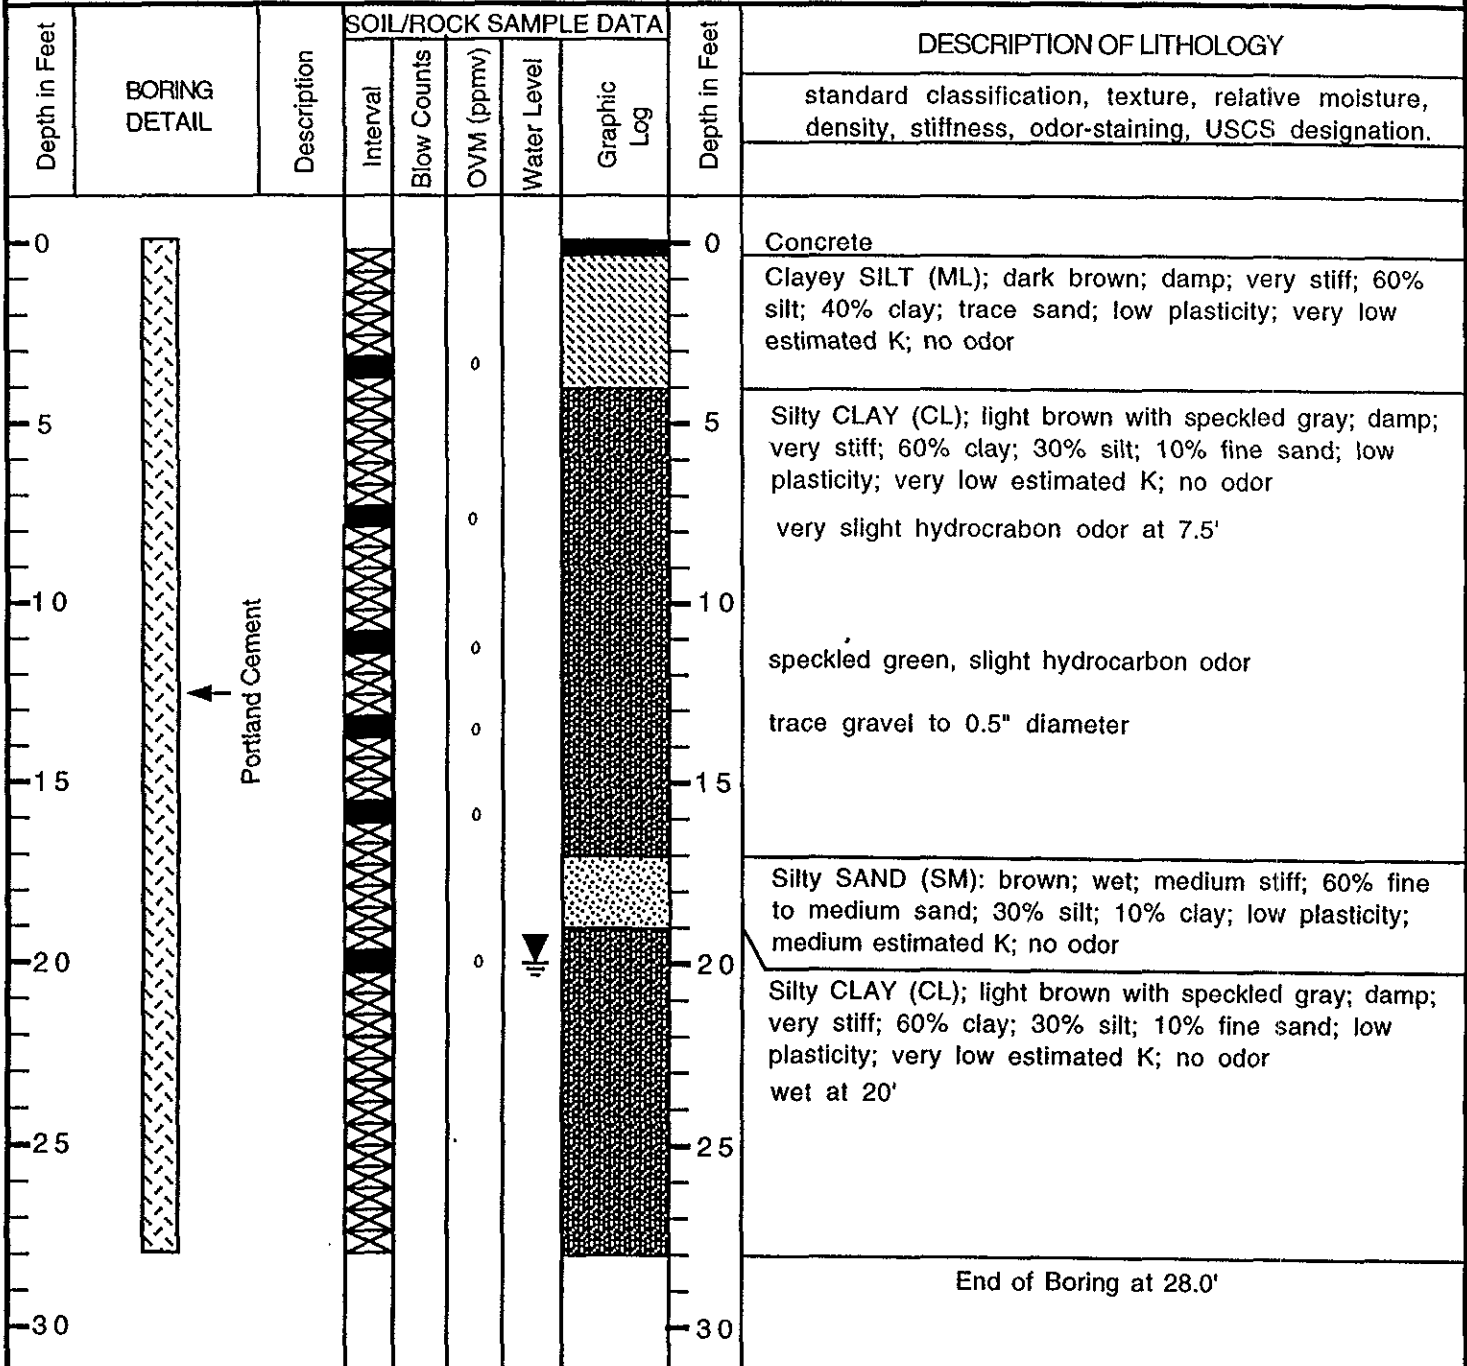 SOIL/ROCK SAMPLE DATA
Depth in Feet
BORING
DETAIL
Description
Interval
Blow Counts
OVM (ppmv)
Water Level
Graphic
Log
Depth in Feet
DESCRIPTION OF LITHOLOGY
standard classification, texture, relative moisture,
density, stiffness, odor-staining, USCS designation.
0
5
10
15
20
25
30
Portland Cement
0
0
0
0
0
0
0
5
10
15
20
25
30
Concrete
Clayey SILT (ML); dark brown; damp; very stiff; 60%
silt; 40% clay; trace sand; low plasticity; very low
estimated K; no odor
Silty CLAY (CL); light brown with speckled gray; damp;
very stiff; 60% clay; 30% silt; 10% fine sand; low
plasticity; very low estimated K; no odor
very slight hydrocrabon odor at 7.5'
speckled green, slight hydrocarbon odor
trace gravel to 0.5" diameter
Silty SAND (SM): brown; wet; medium stiff; 60% fine
to medium sand; 30% silt; 10% clay; low plasticity;
medium estimated K; no odor
Silty CLAY (CL); light brown with speckled gray; damp;
very stiff; 60% clay; 30% silt; 10% fine sand; low
plasticity; very low estimated K; no odor
wet at 20'
End of Boring at 28.0'